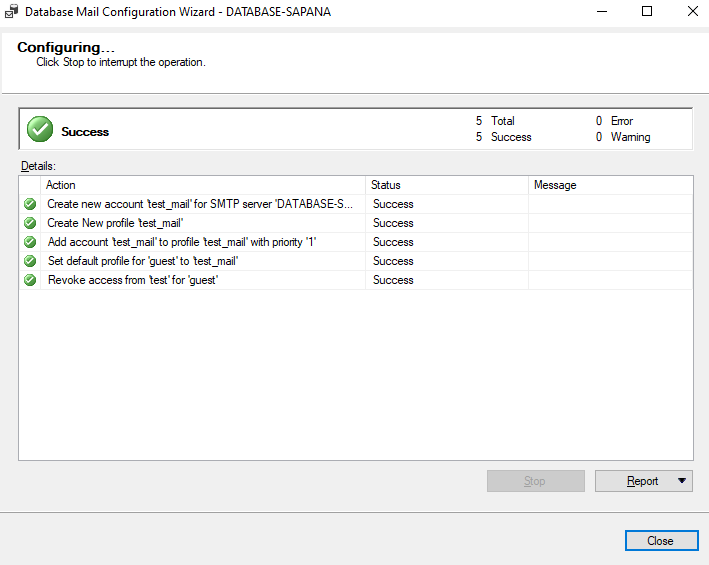 Database Mail Configuration Wizard - DATABASE-SAPANA
Configuring...
Click Stop to interrupt the operation.
Success
5 Total 0 Error
5 Success 0 Warning
Details:
Action Status Message
Create new account 'test_mail' for SMTP server 'DATABASE-S... Success
Create New profile 'test_mail' Success
Add account 'test_mail' to profile 'test_mail' with priority '1' Success
Set default profile for 'guest' to 'test_mail' Success
Revoke access from 'test' for 'guest' Success
Stop Report
Close